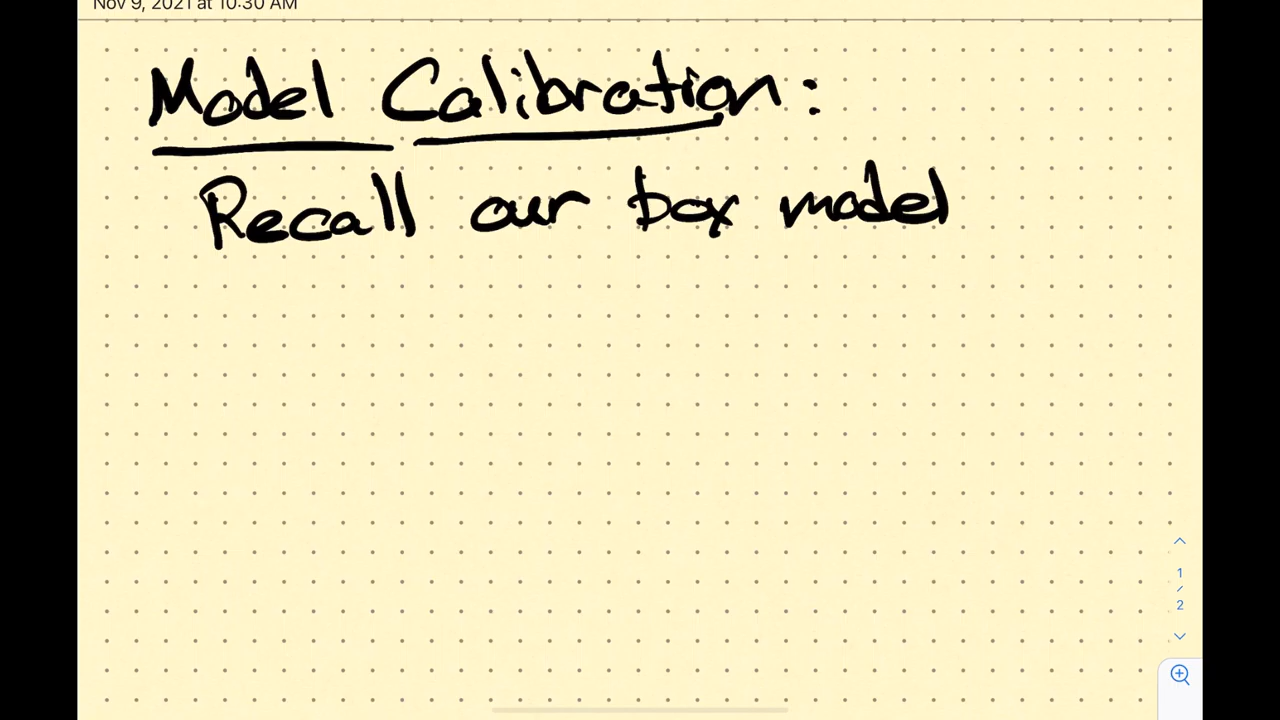 Nov 9, 2021 at 10:30 AM
Model Calibration:
Recall our box model
1
/
2